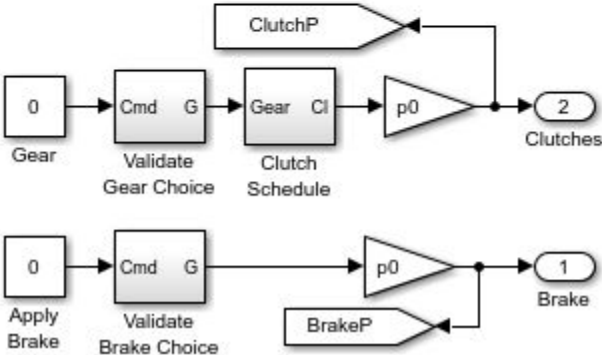 ClutchP
0
Cmd G
Gear Cl
p0
2
Gear
Validate
Gear Choice
Clutch
Schedule
Clutches
0
Cmd G
p0
1
Apply
Brake
Validate
Brake Choice
BrakeP
Brake